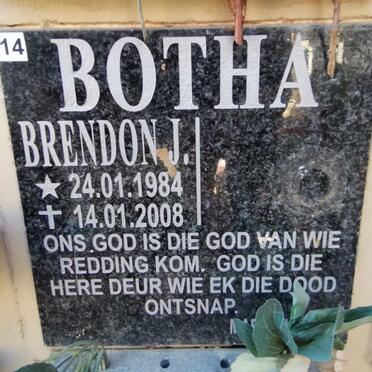 14
BOTHA
BRENDON J.
★ 24.01.1984
✝ 14.01.2008
ONS GOD IS DIE GOD VAN WIE
REDDING KOM. GOD IS DIE
HERE DEUR WIE EK DIE DOOD
ONTSNAP.